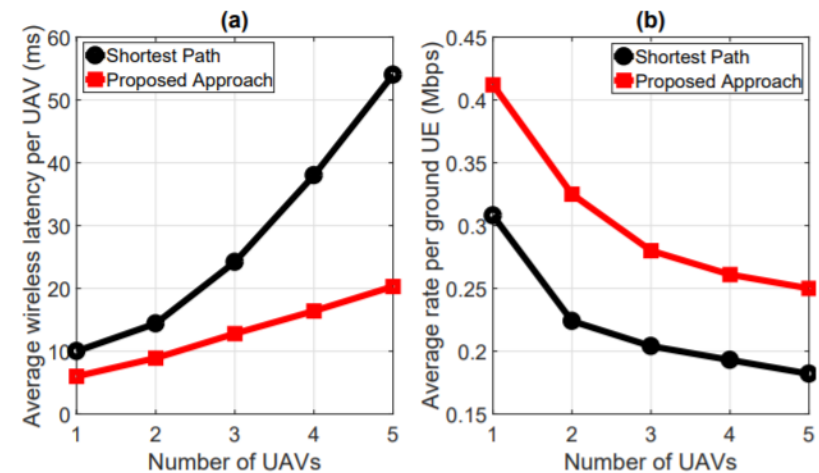 (a)
Average wireless latency per UAV (ms)
60
50
40
30
20
10
0
Shortest Path
Proposed Approach
1 2 3 4 5
Number of UAVs
(b)
Average rate per ground UE (Mbps)
0.45
0.4
0.35
0.3
0.25
0.2
0.15
Shortest Path
Proposed Approach
1 2 3 4 5
Number of UAVs